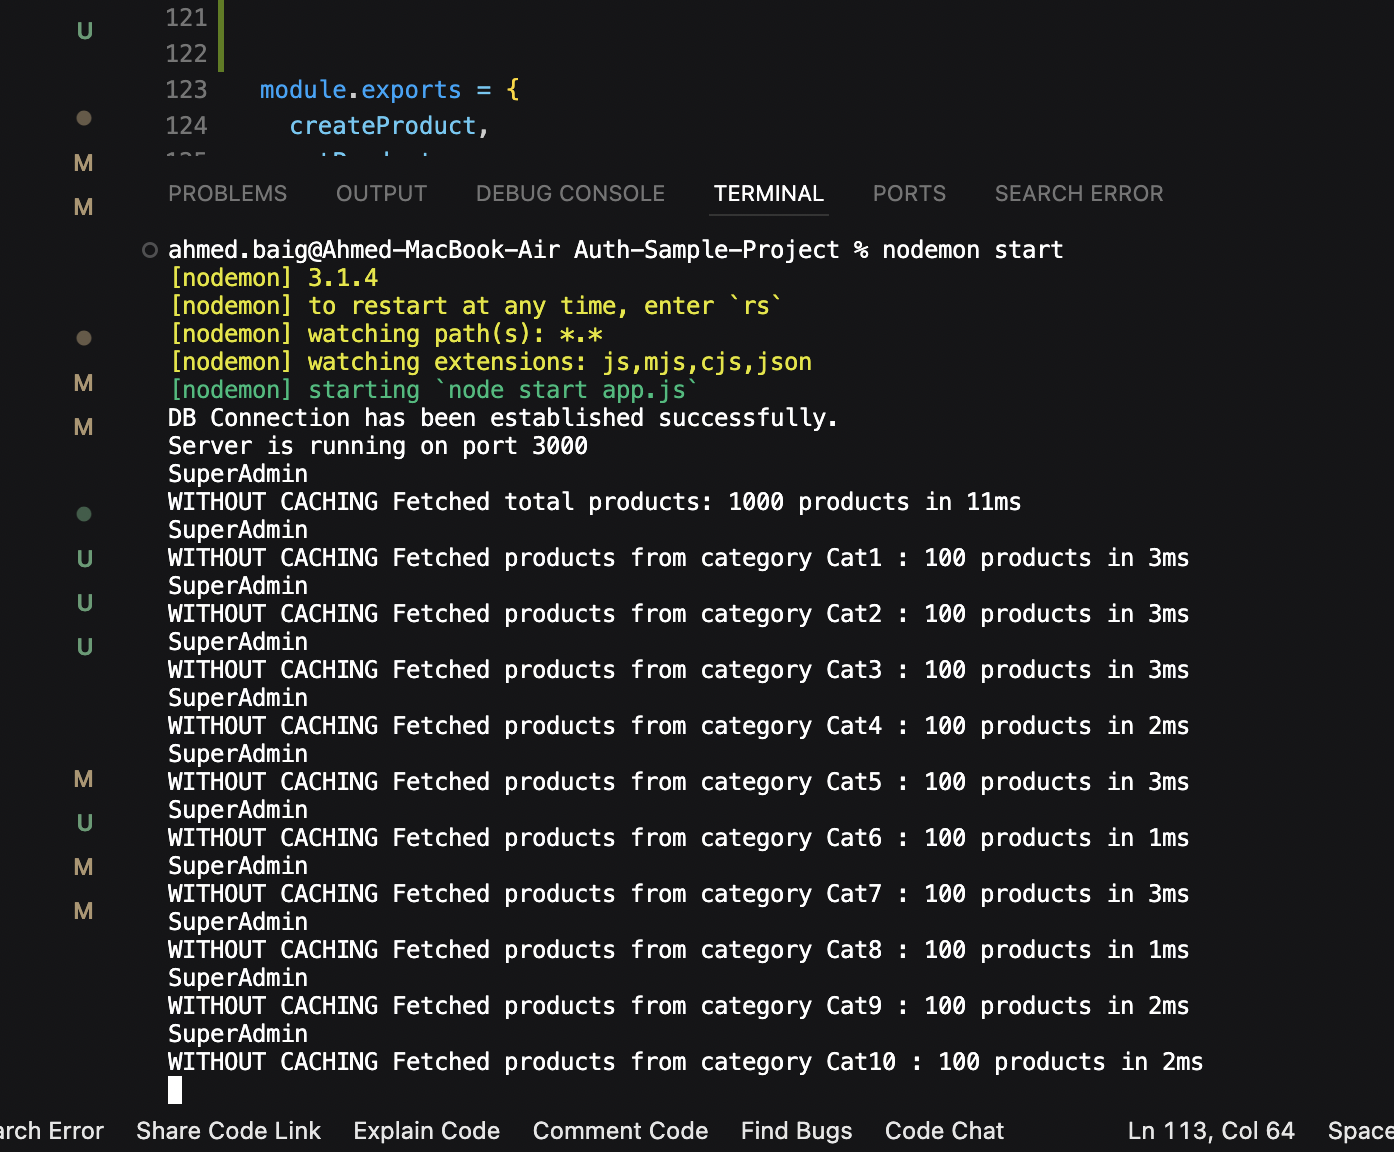 U
121
122
123 module.exports = {
124 createProduct,
M
M
PROBLEMS OUTPUT DEBUG CONSOLE TERMINAL PORTS SEARCH ERROR
ahmed.baig@Ahmed-MacBook-Air Auth-Sample-Project % nodemon start
[nodemon] 3.1.4
[nodemon] to restart at any time, enter `rs`
[nodemon] watching path(s): *.*
[nodemon] watching extensions: js,mjs,cjs,json
M
[nodemon] starting `node start app.js`
DB Connection has been established successfully.
M
Server is running on port 3000
SuperAdmin
WITHOUT CACHING Fetched total products: 1000 products in 11ms
SuperAdmin
U
WITHOUT CACHING Fetched products from category Cat1 : 100 products in 3ms
SuperAdmin
U
WITHOUT CACHING Fetched products from category Cat2 : 100 products in 3ms
SuperAdmin
U
WITHOUT CACHING Fetched products from category Cat3 : 100 products in 3ms
SuperAdmin
WITHOUT CACHING Fetched products from category Cat4 : 100 products in 2ms
SuperAdmin
M
WITHOUT CACHING Fetched products from category Cat5 : 100 products in 3ms
SuperAdmin
U
WITHOUT CACHING Fetched products from category Cat6 : 100 products in 1ms
SuperAdmin
M
WITHOUT CACHING Fetched products from category Cat7 : 100 products in 3ms
SuperAdmin
M
WITHOUT CACHING Fetched products from category Cat8 : 100 products in 1ms
SuperAdmin
WITHOUT CACHING Fetched products from category Cat9 : 100 products in 2ms
SuperAdmin
WITHOUT CACHING Fetched products from category Cat10 : 100 products in 2ms
arch Error Share Code Link Explain Code Comment Code Find Bugs Code Chat Ln 113, Col 64 Space